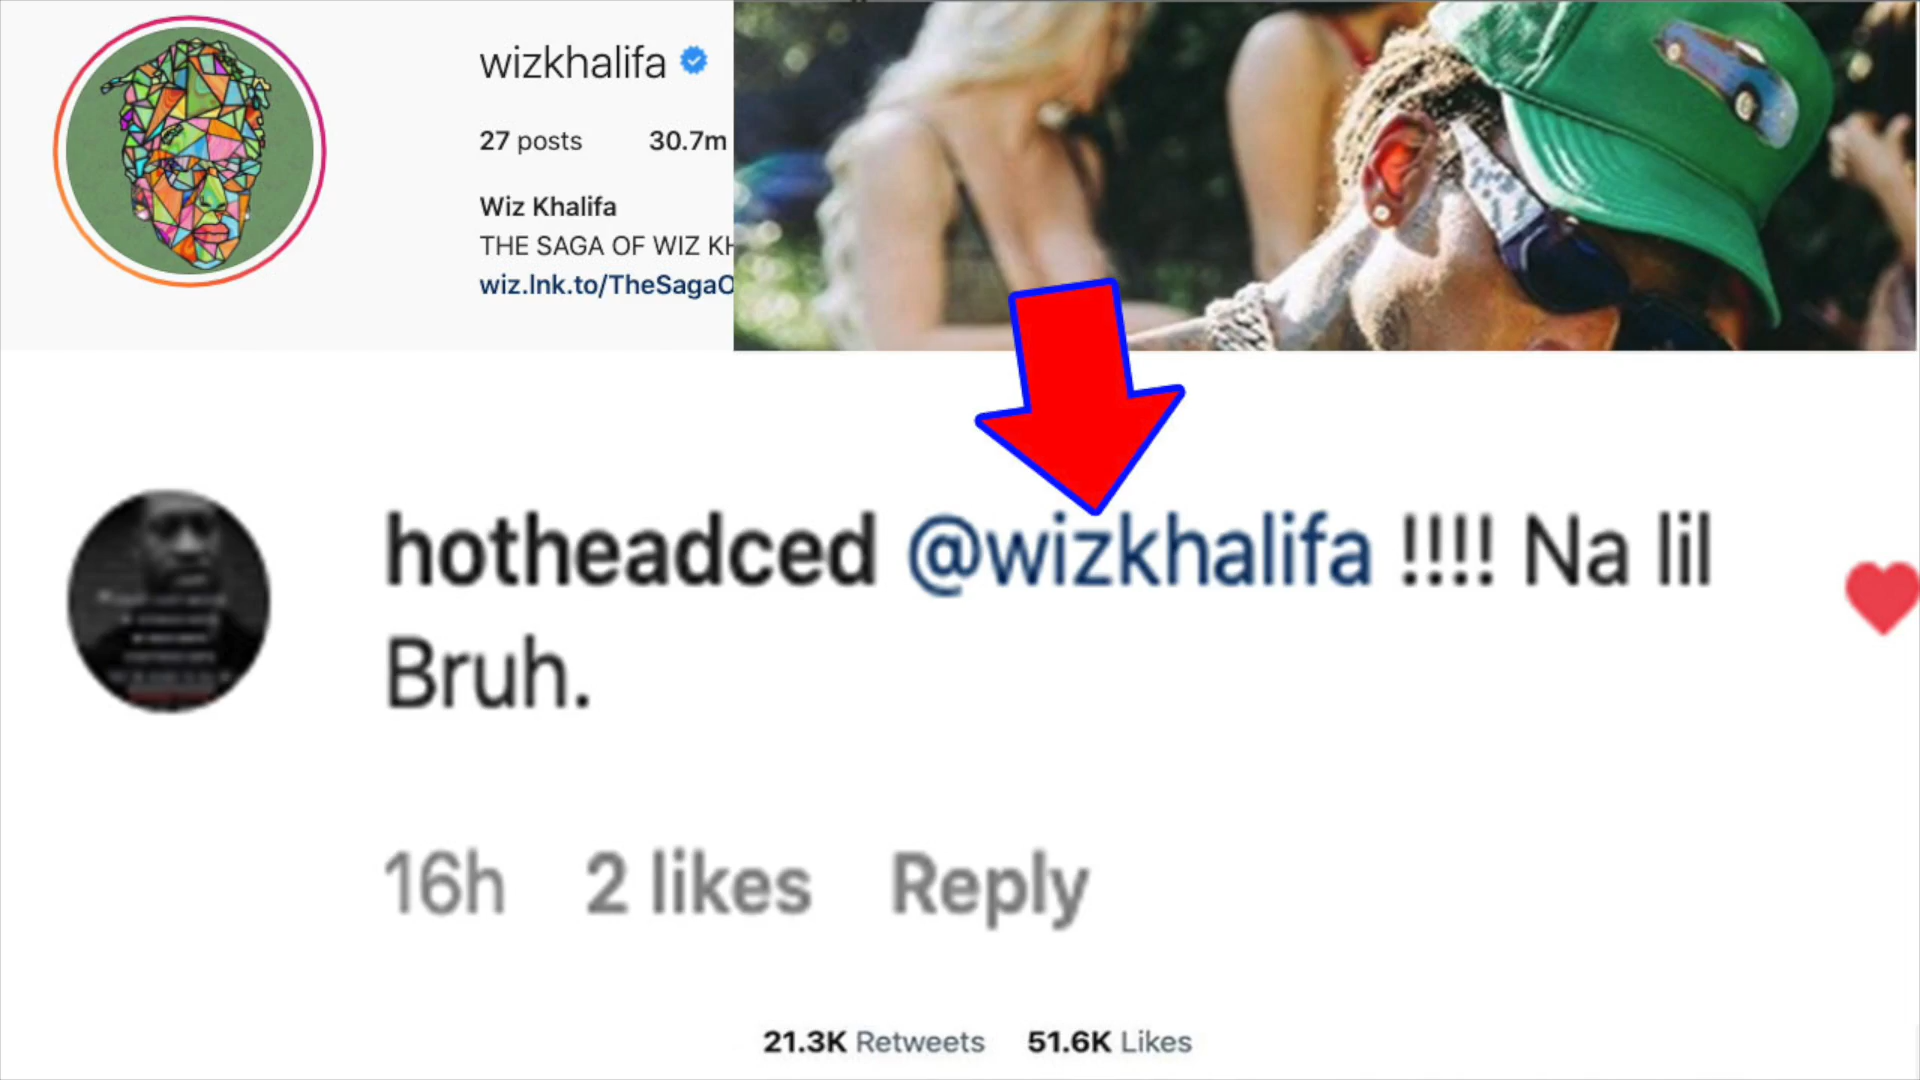 wizkhalifa
27 posts 30.7m
Wiz Khalifa
THE SAGA OF WIZ KH
wiz.lnk.to/TheSagaO
hotheadced @wizkhalifa !!!! Na lil
Bruh.
16h 2 likes Reply
21.3K Retweets 51.6K Likes